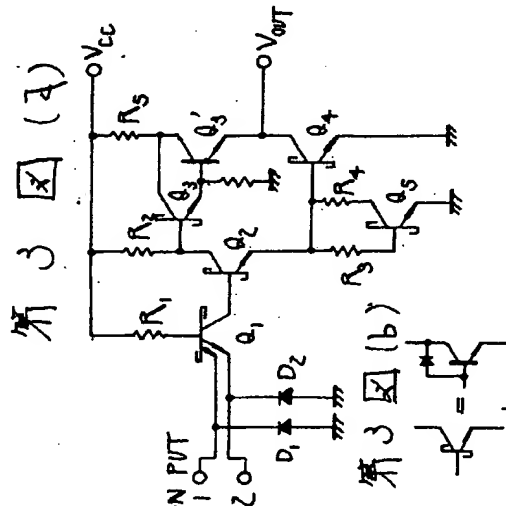 第3図(a)
VCC
R1
R2
R5
Q3
Q3'
VOUT
Q1
Q2
Q4
R3
R4
Q5
N PUT
1
2
D1
D2
第3図(b)
=